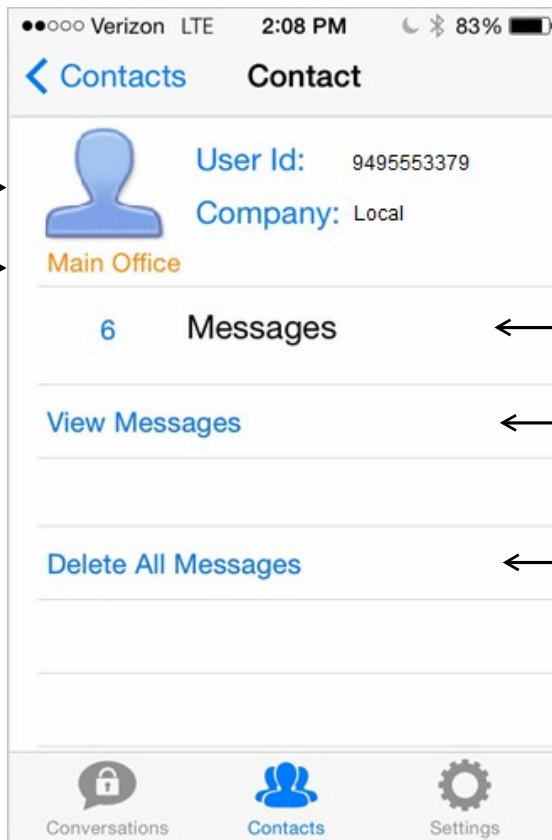 Verizon LTE 2:08 PM 83%
Contacts Contact
User Id: 9495553379
Company: Local
Main Office
6 Messages
View Messages
Delete All Messages
Conversations Contacts Settings